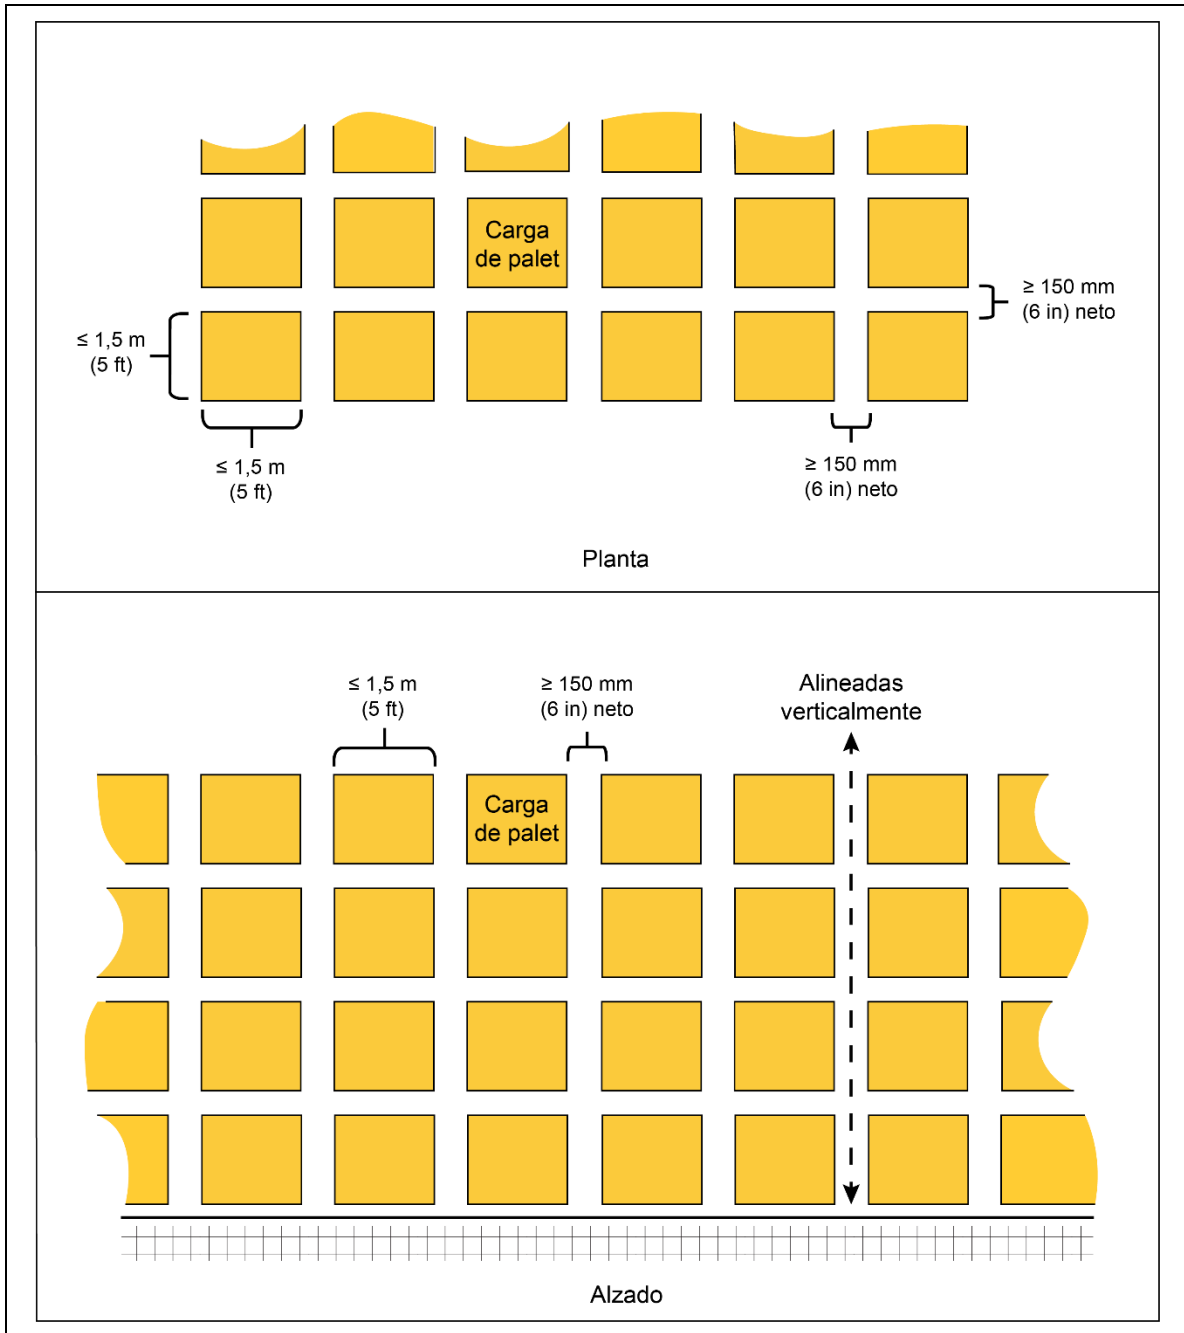 Carga
de palet
≥ 150 mm
(6 in) neto
≤ 1,5 m
(5 ft)
≤ 1,5 m
(5 ft)
≥ 150 mm
(6 in) neto
Planta
≤ 1,5 m
(5 ft)
≥ 150 mm
(6 in) neto
Alineadas
verticalmente
Carga
de palet
Alzado